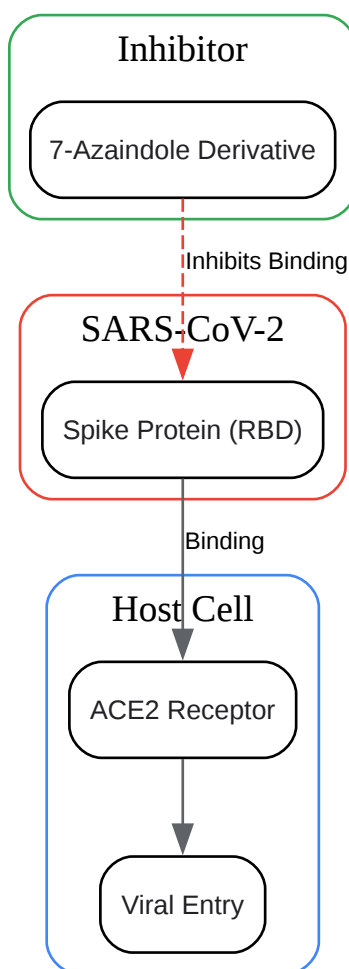 Inhibitor
7-Azaindole Derivative
Inhibits Binding
SARS-CoV-2
Spike Protein (RBD)
Binding
Host Cell
ACE2 Receptor
Viral Entry